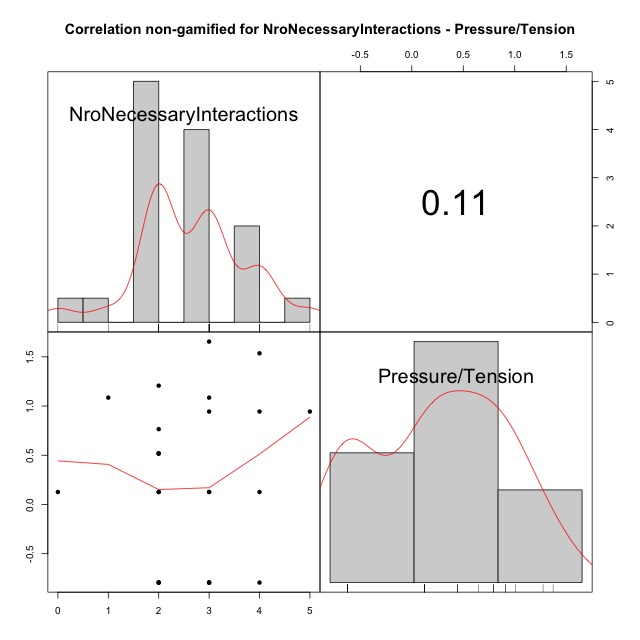 Correlation non-gamified for NroNecessaryInteractions - Pressure/Tension
-0.5 0.0 0.5 1.0 1.5
NroNecessaryInteractions
0.11
5
4
3
2
1
0
Pressure/Tension
1.5
1.0
0.5
0.0
-0.5
0 1 2 3 4 5